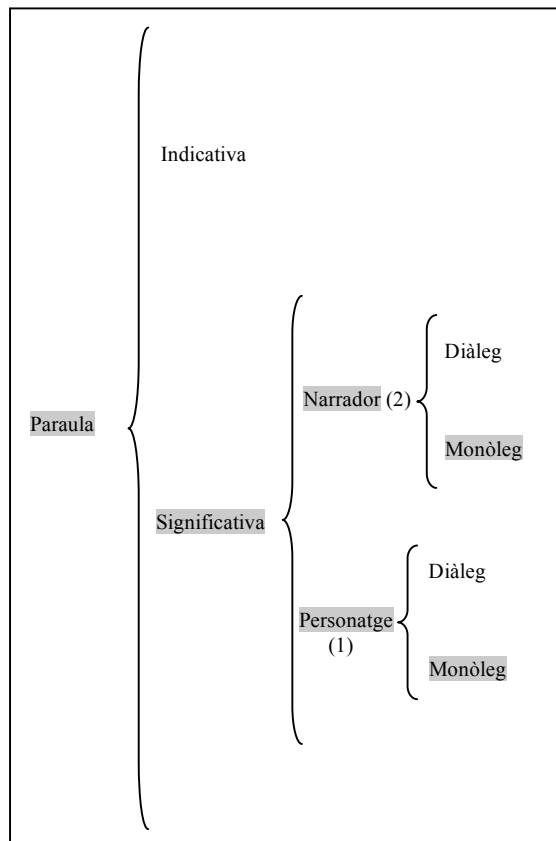 Indicativa
Diàleg
Narrador (2)
Paraula
Monòleg
Significativa
Diàleg
Personatge
(1)
Monòleg